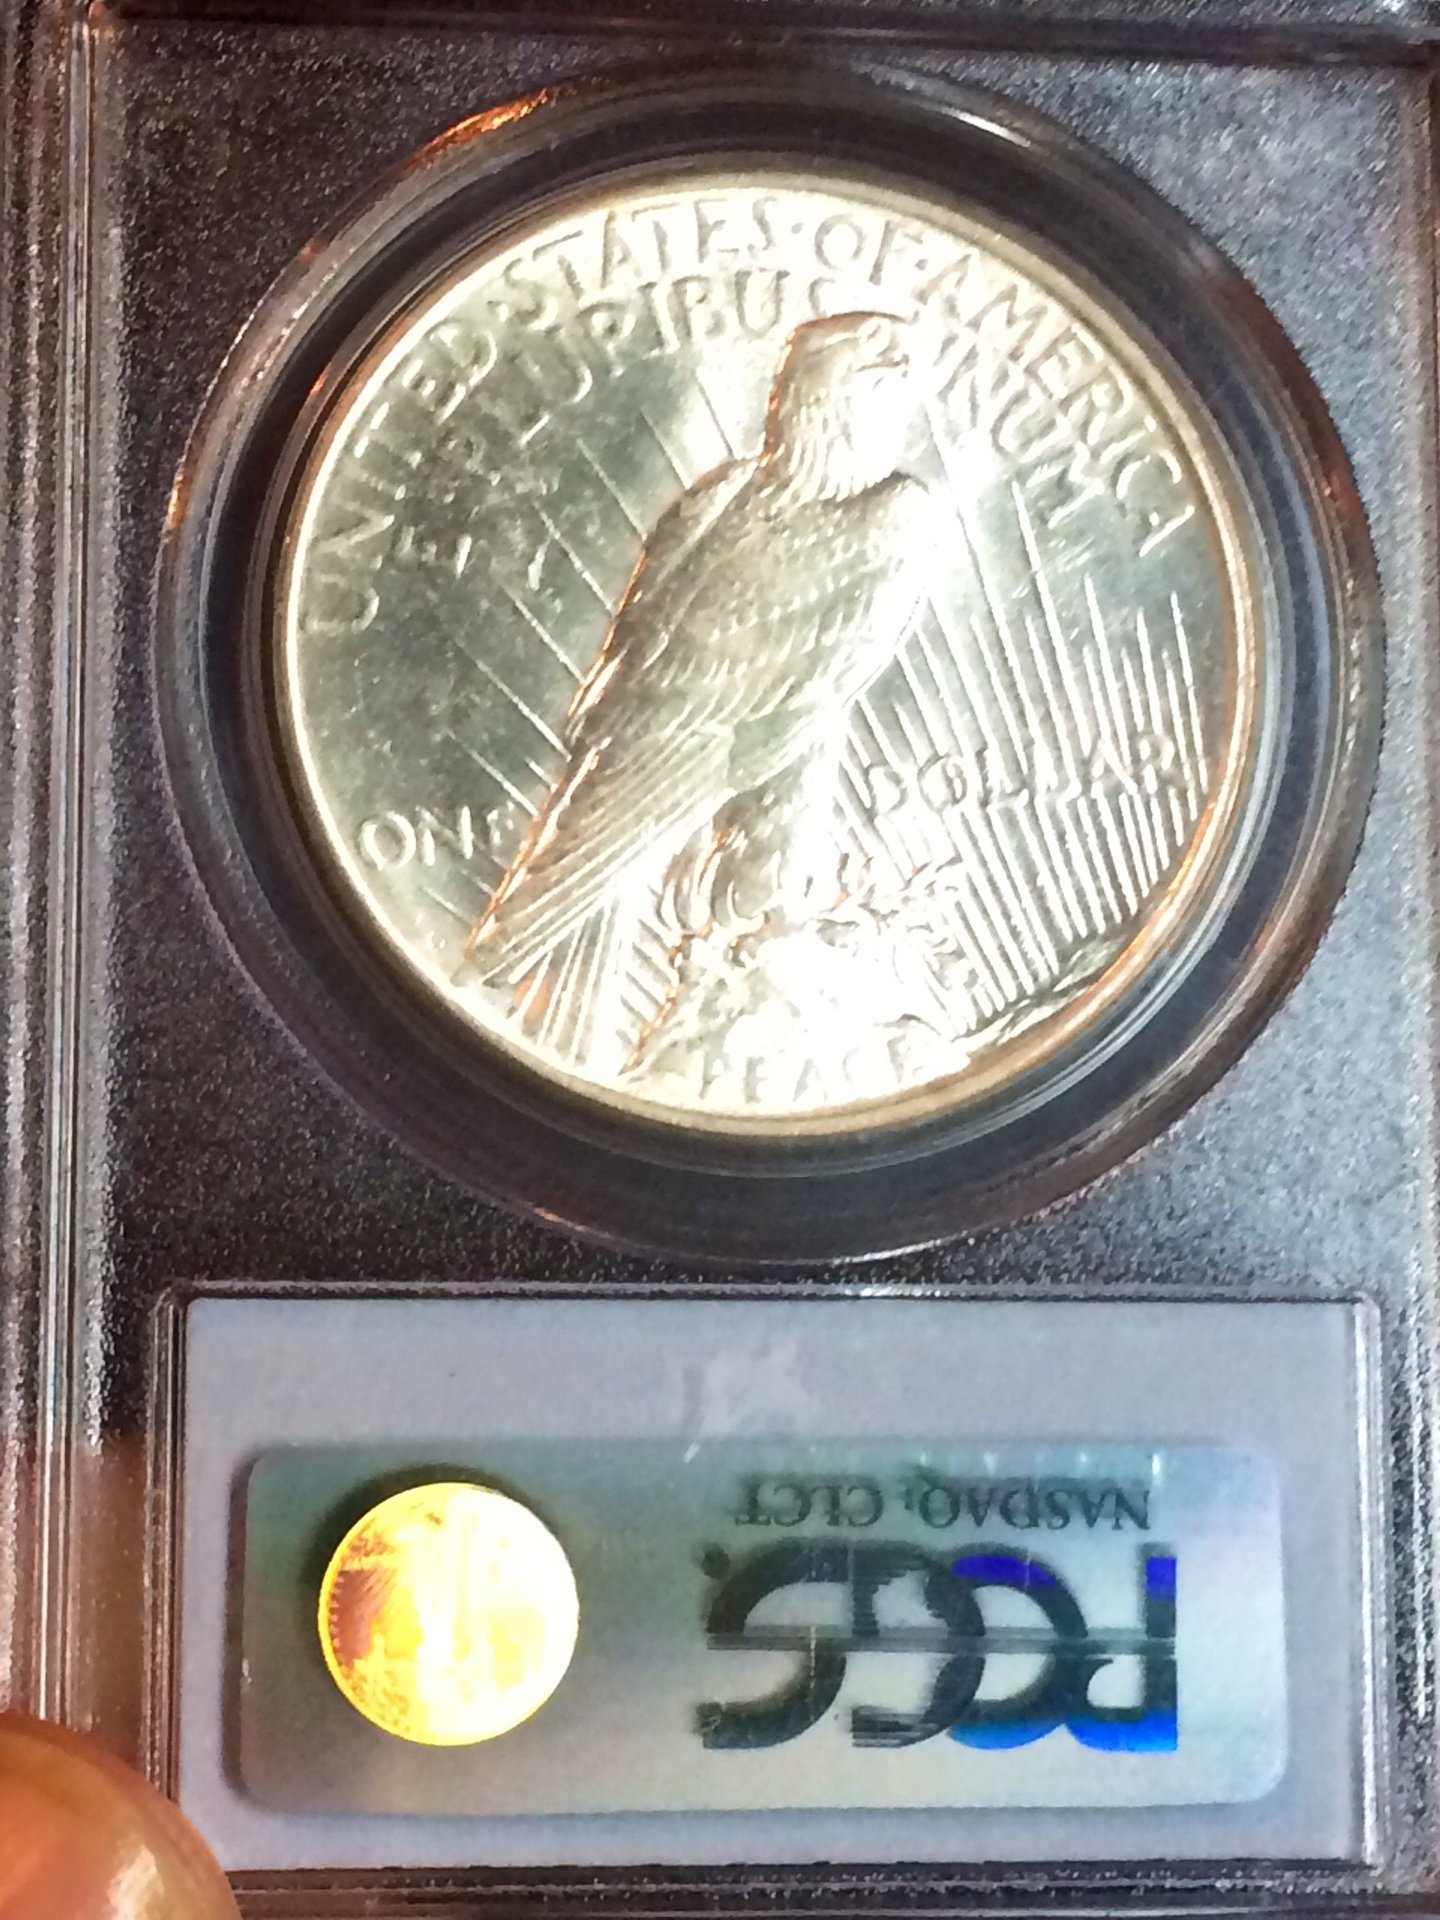 UNITED·STATES·OF·AMERICA
E·PLURIBUS UNUM
ONE DOLLAR
PEACE
PCGS
NASDAQ: CLCT